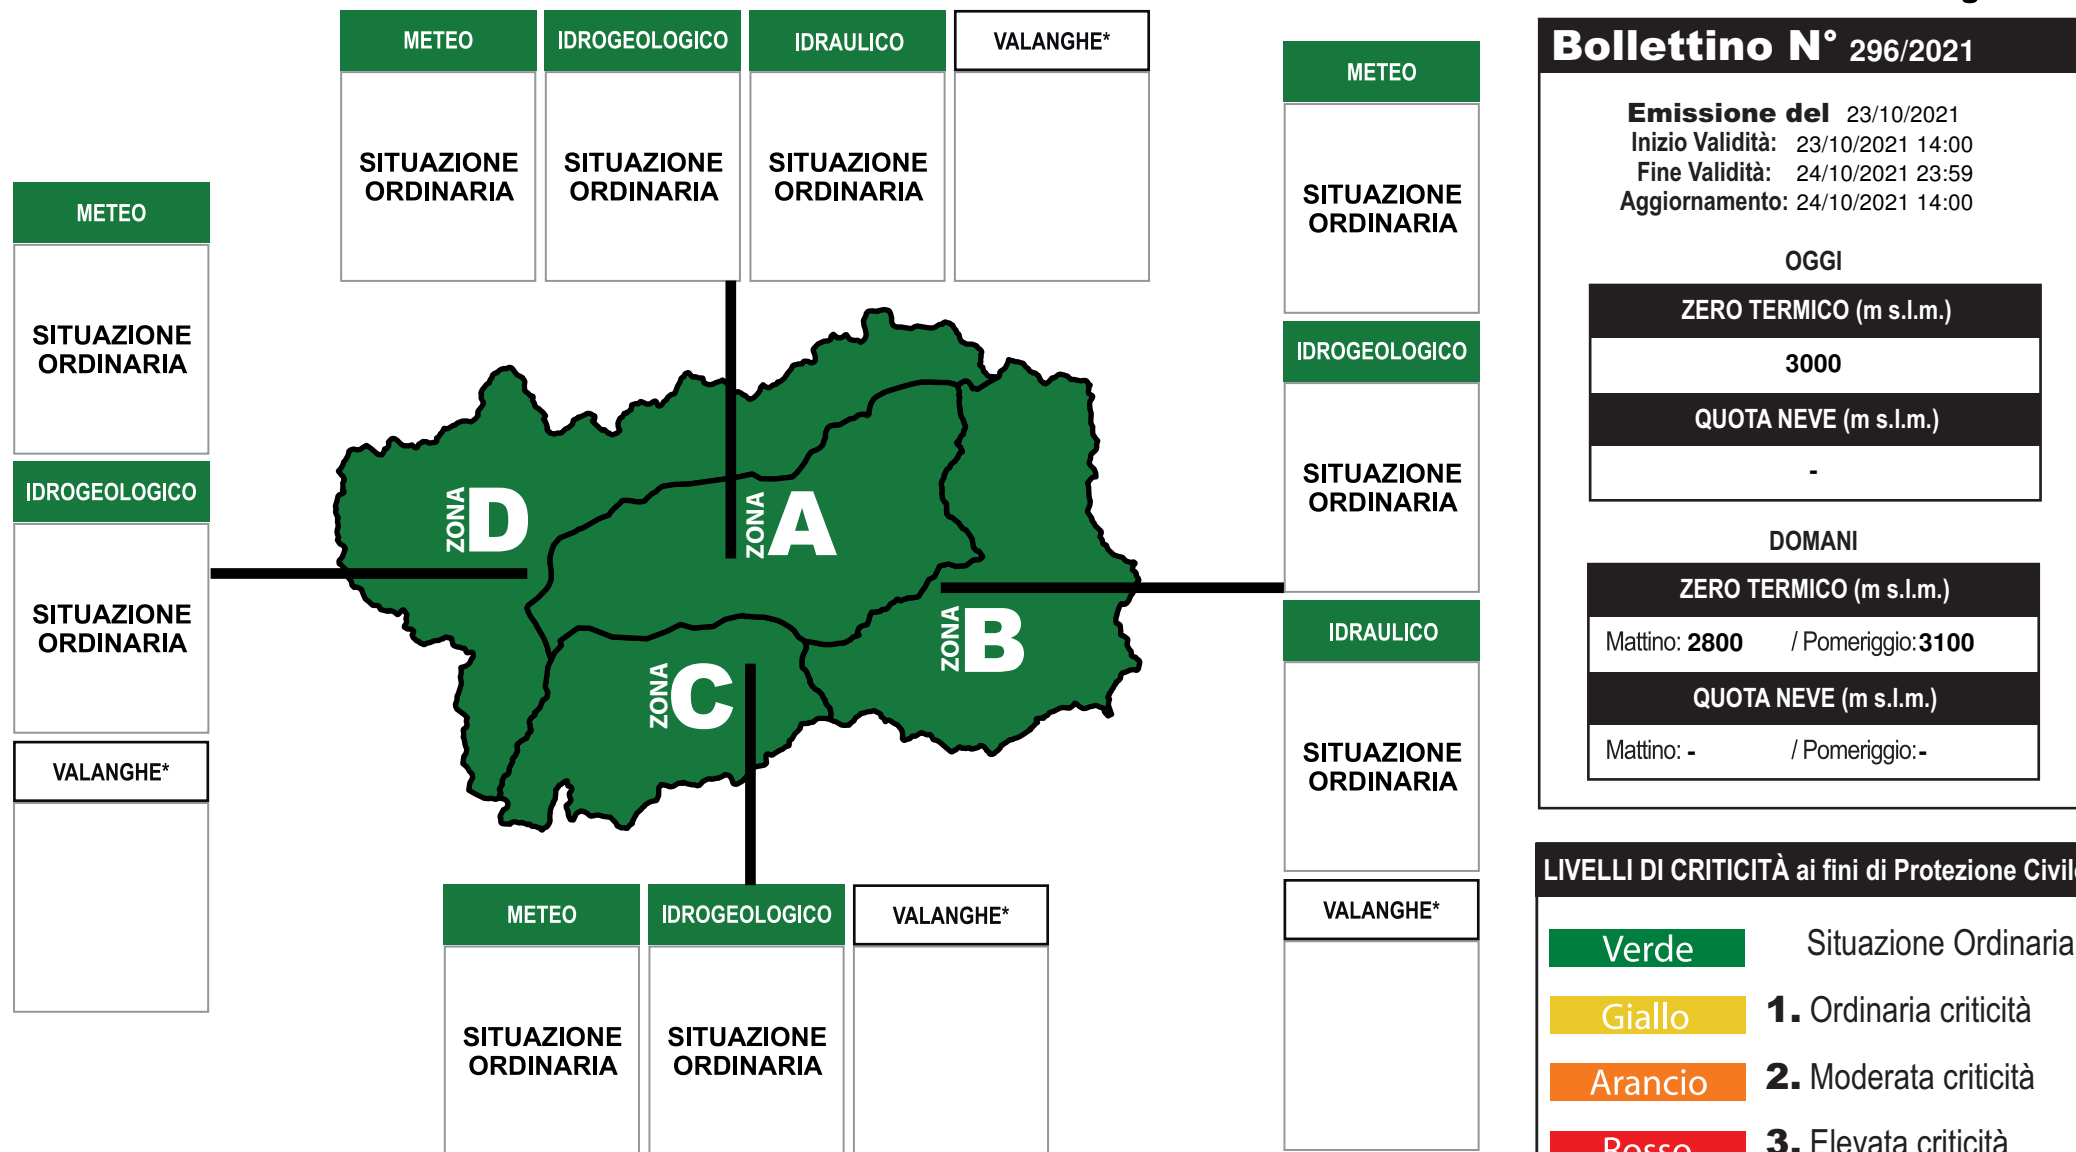 METEO
IDROGEOLOGICO
IDRAULICO
VALANGHE*
SITUAZIONE
ORDINARIA
SITUAZIONE
ORDINARIA
SITUAZIONE
ORDINARIA
METEO
SITUAZIONE
ORDINARIA
IDROGEOLOGICO
SITUAZIONE
ORDINARIA
VALANGHE*
METEO
SITUAZIONE
ORDINARIA
IDROGEOLOGICO
SITUAZIONE
ORDINARIA
IDRAULICO
SITUAZIONE
ORDINARIA
VALANGHE*
ZONA D
ZONA A
ZONA B
ZONA C
METEO
IDROGEOLOGICO
VALANGHE*
SITUAZIONE
ORDINARIA
SITUAZIONE
ORDINARIA
Bollettino N° 296/2021
Emissione del 23/10/2021
Inizio Validità: 23/10/2021 14:00
Fine Validità: 24/10/2021 23:59
Aggiornamento: 24/10/2021 14:00
OGGI
ZERO TERMICO (m s.l.m.)
3000
QUOTA NEVE (m s.l.m.)
-
DOMANI
ZERO TERMICO (m s.l.m.)
Mattino: 2800 / Pomeriggio: 3100
QUOTA NEVE (m s.l.m.)
Mattino: - / Pomeriggio: -
LIVELLI DI CRITICITÀ ai fini di Protezione Civile
Verde Situazione Ordinaria
Giallo 1. Ordinaria criticità
Arancio 2. Moderata criticità
Rosso 3. Elevata criticità